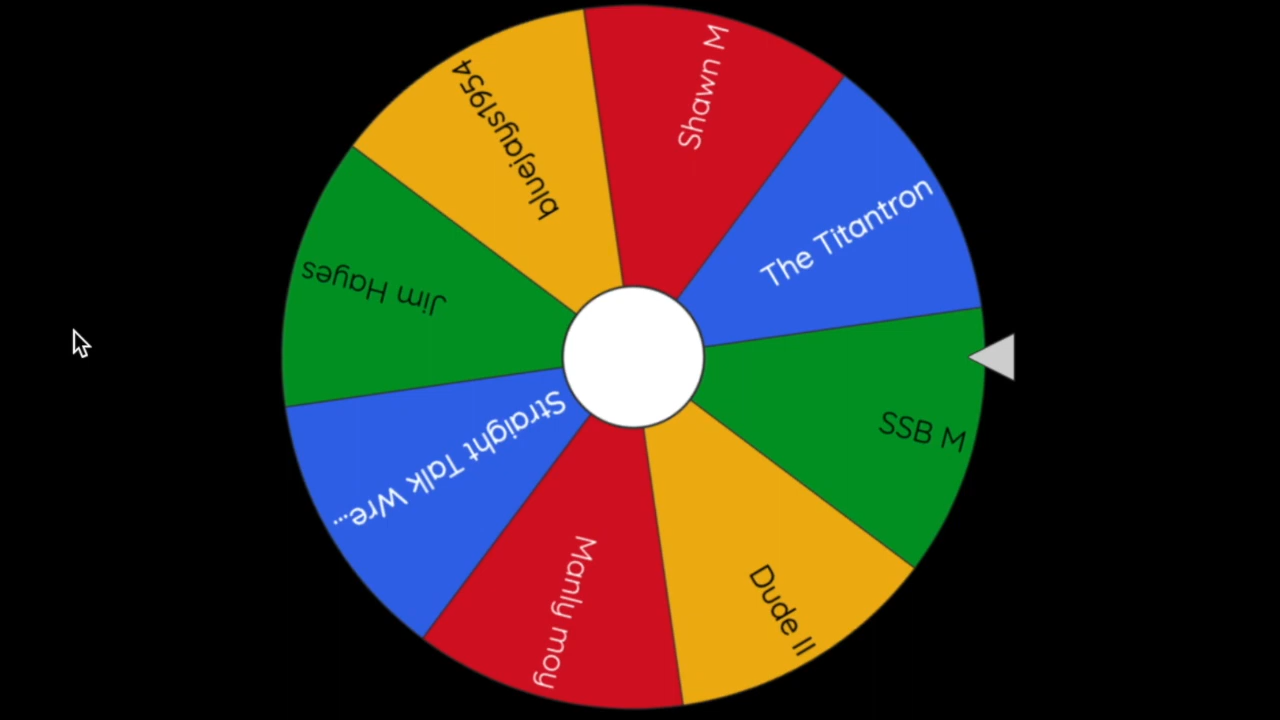 Shawn M
The Titantron
SSB M
Dude II
Manly moy
Straight Talk Wre...
Jim Hayes
bluejays1954